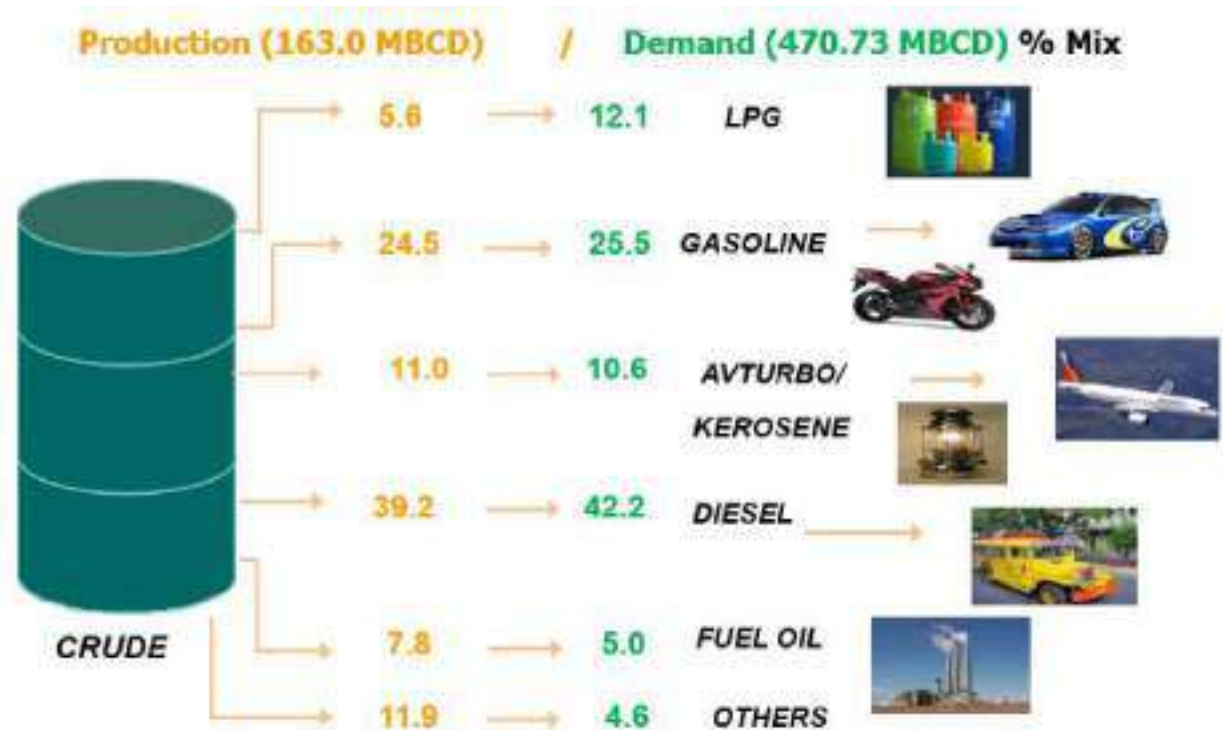 Production (163.0 MBCD) / Demand (470.73 MBCD) % Mix
5.6 12.1 LPG
24.5 25.5 GASOLINE
11.0 10.6 AVTURBO/
KEROSENE
39.2 42.2 DIESEL
CRUDE
7.8 5.0 FUEL OIL
11.9 4.6 OTHERS